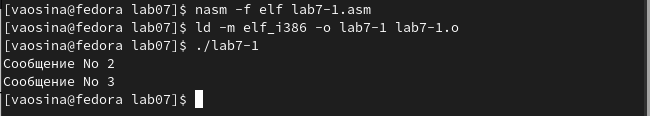 [vaosina@fedora lab07]$ nasm -f elf lab7-1.asm
[vaosina@fedora lab07]$ ld -m elf_i386 -o lab7-1 lab7-1.o
[vaosina@fedora lab07]$ ./lab7-1
Сообщение No 2
Сообщение No 3
[vaosina@fedora lab07]$